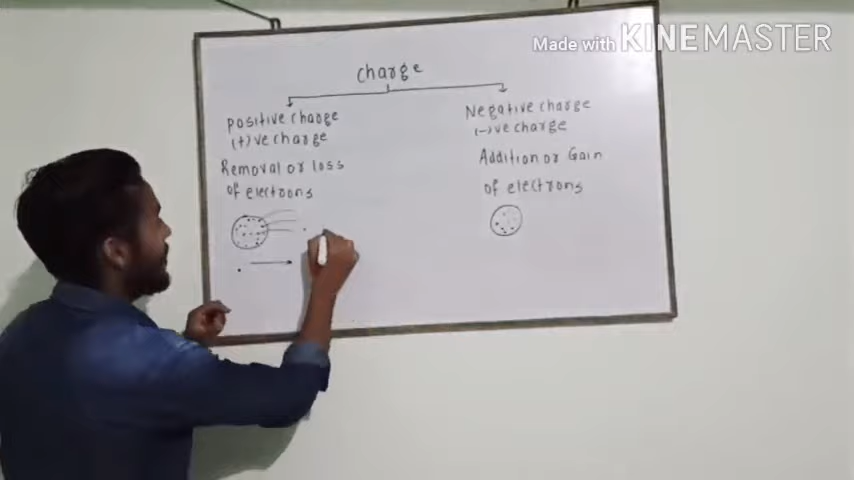 Made with KINEMASTER
charge
positive charge
(+)ve charge
Removal or loss
of electrons
Negative charge
(-)ve charge
Addition or Gain
of electrons